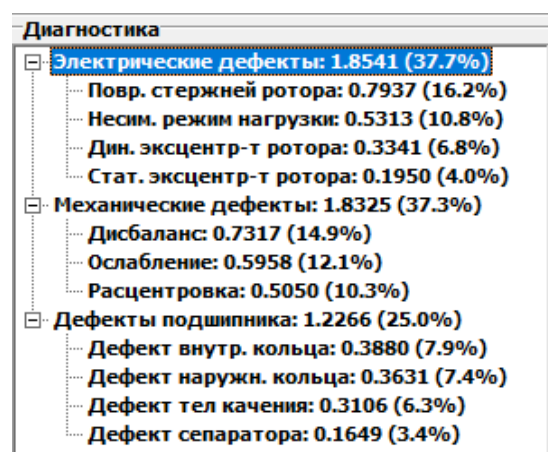 Диагностика
Электрические дефекты: 1.8541 (37.7%)
Повр. стержней ротора: 0.7937 (16.2%)
Несим. режим нагрузки: 0.5313 (10.8%)
Дин. эксцентр-т ротора: 0.3341 (6.8%)
Стат. эксцентр-т ротора: 0.1950 (4.0%)
Механические дефекты: 1.8325 (37.3%)
Дисбаланс: 0.7317 (14.9%)
Ослабление: 0.5958 (12.1%)
Расцентровка: 0.5050 (10.3%)
Дефекты подшипника: 1.2266 (25.0%)
Дефект внутр. кольца: 0.3880 (7.9%)
Дефект наружн. кольца: 0.3631 (7.4%)
Дефект тел качения: 0.3106 (6.3%)
Дефект сепаратора: 0.1649 (3.4%)